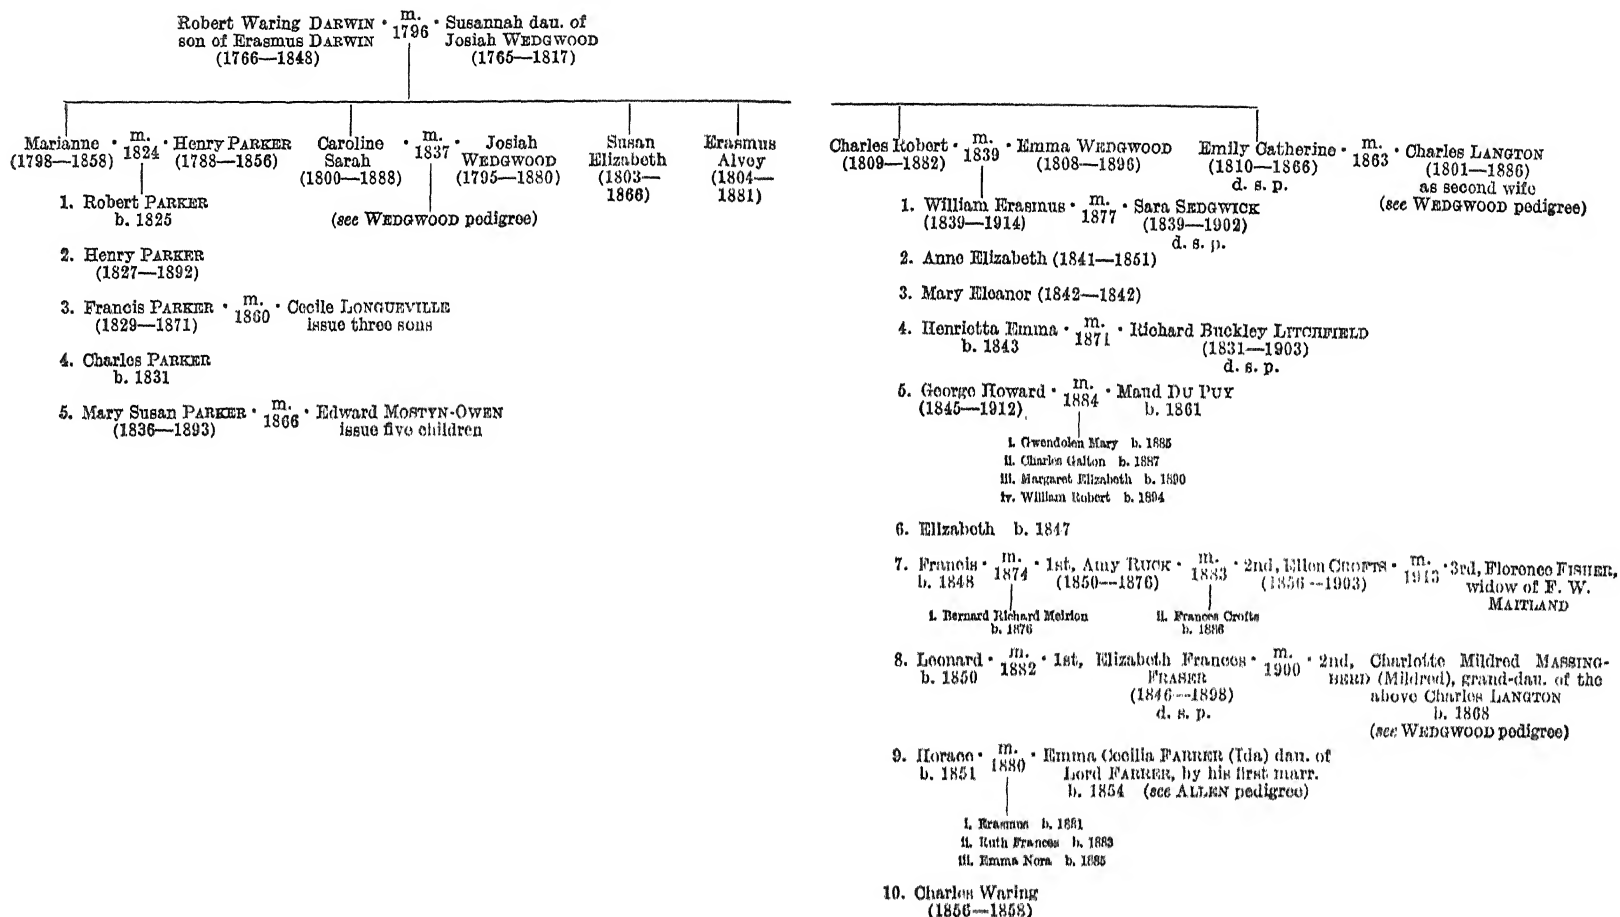 Robert Waring DARWIN · m. 1796 · Susannah dau. of
son of Erasmus DARWIN Josiah WEDGWOOD
(1766—1848) (1765—1817)
Marianne · m. 1824 · Henry PARKER
(1798—1858) (1788—1856)
1. Robert PARKER
b. 1825
2. Henry PARKER
(1827—1892)
3. Francis PARKER · m. 1860 · Cecile LONGUEVILLE
(1829—1871) issue three sons
4. Charles PARKER
b. 1831
5. Mary Susan PARKER · m. 1866 · Edward MOSTYN-OWEN
(1836—1893) issue five children
Caroline · m. 1837 · Josiah
Sarah WEDGWOOD
(1800—1888) (1795—1880)
(see WEDGWOOD pedigree)
Susan
Elizabeth
(1803—
1866)
Erasmus
Alvey
(1804—
1881)
Charles Robert · m. 1839 · Emma WEDGWOOD
(1809—1882) (1808—1896)
1. William Erasmus · m. 1877 · Sara SEDGWICK
(1839—1914) (1839—1902)
d. s. p.
2. Anne Elizabeth (1841—1851)
3. Mary Eleanor (1842—1842)
4. Henrietta Emma · m. 1871 · Richard Buckley LITCHFIELD
b. 1843 (1831—1903)
d. s. p.
5. George Howard · m. 1884 · Maud DU PUY
(1845—1912) b. 1861
i. Gwendolen Mary b. 1885
ii. Charles Galton b. 1887
iii. Margaret Elizabeth b. 1890
iv. William Robert b. 1894
6. Elizabeth b. 1847
7. Francis · m. 1874 · 1st, Amy RUCK · m. 1883 · 2nd, Ellen CROFTS · m. 1913 · 3rd, Florence FISHER,
b. 1848 (1850—1876) (1856—1903) widow of F. W.
MAITLAND
i. Bernard Richard Meirion
b. 1876
ii. Frances Crofts
b. 1886
8. Leonard · m. 1882 · 1st, Elizabeth Frances · m. 1900 · 2nd, Charlotte Mildred MASSING-
b. 1850 FRASER BERD (Mildred), grand-dau. of the
(1846—1898) above Charles LANGTON
d. s. p. b. 1868
(see WEDGWOOD pedigree)
9. Horace · m. 1880 · Emma Cecilia FARRER (Ida) dau. of
b. 1851 Lord FARRER, by his first marr.
b. 1854 (see ALLEN pedigree)
i. Erasmus b. 1881
ii. Ruth Frances b. 1883
iii. Emma Nora b. 1885
10. Charles Waring
(1856—1858)
Emily Catherine · m. 1863 · Charles LANGTON
(1810—1866) (1801—1886)
d. s. p. as second wife
(see WEDGWOOD pedigree)